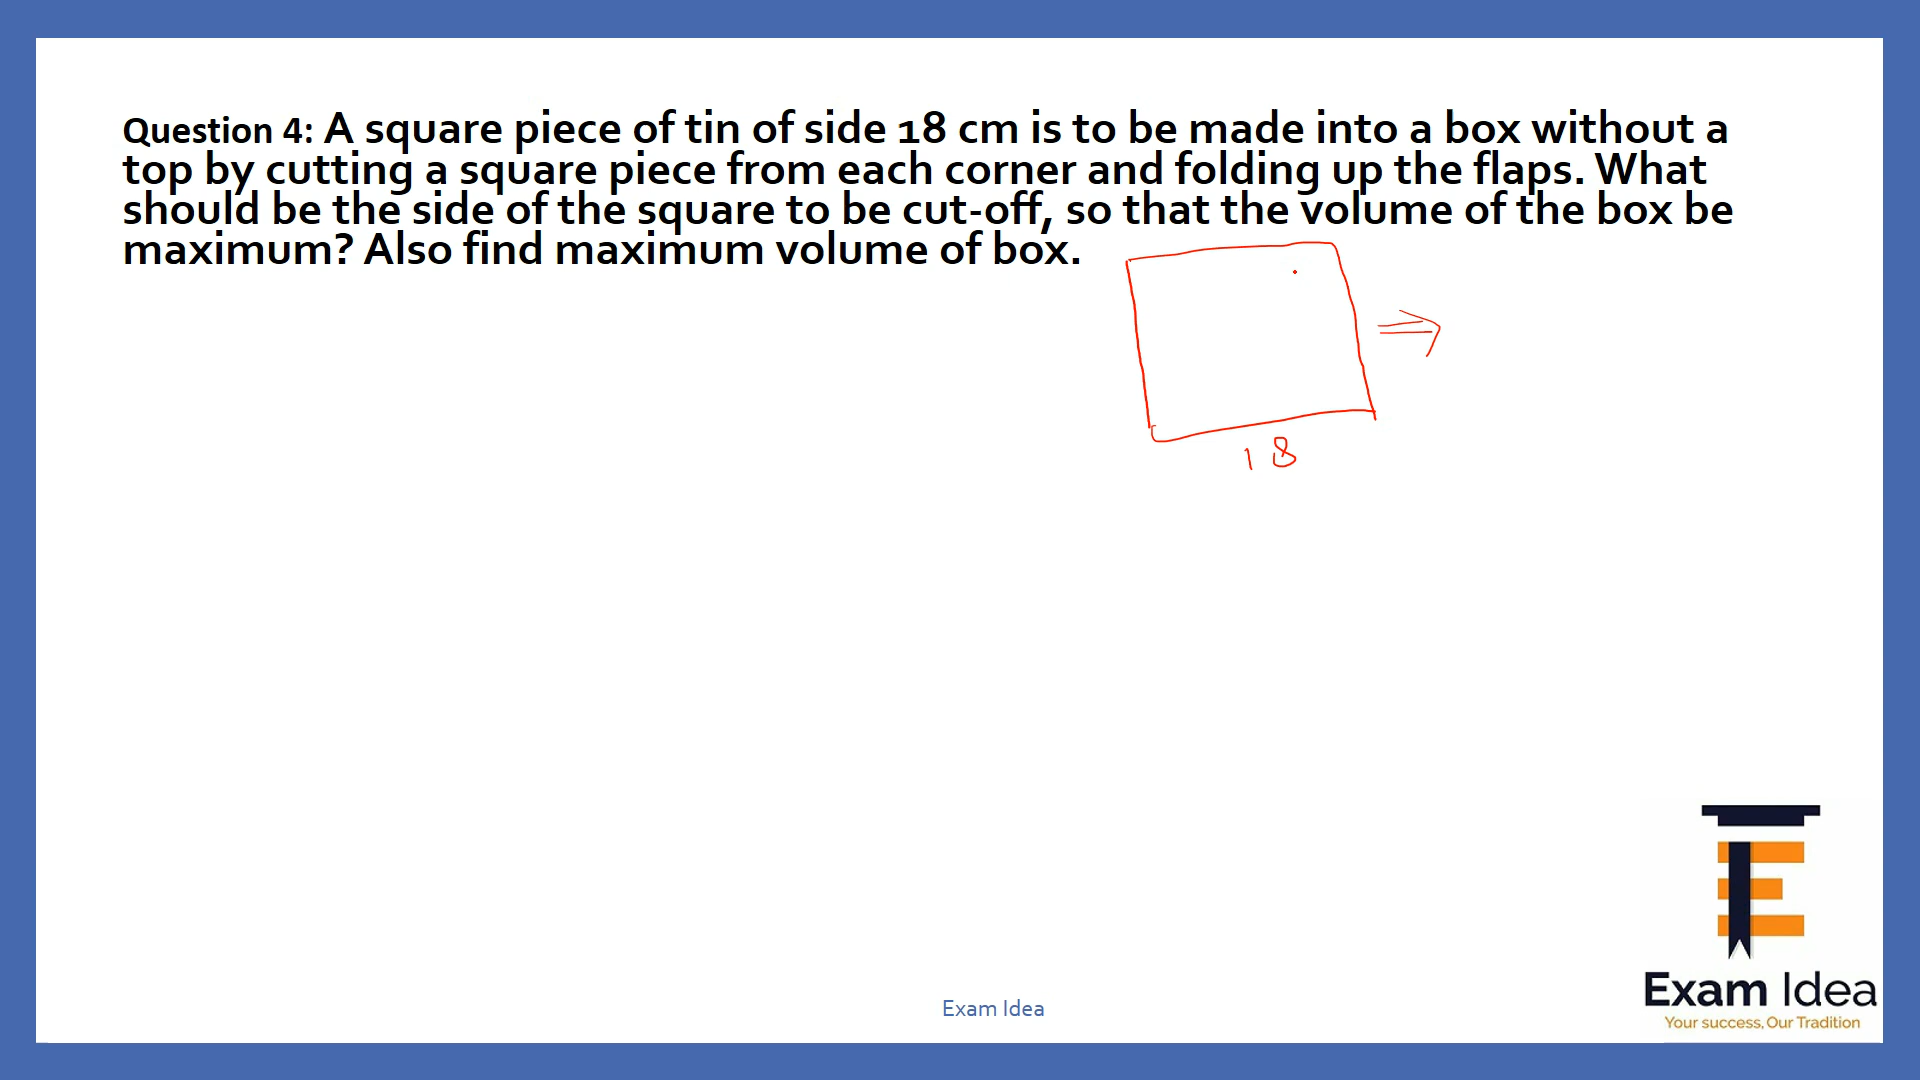 Question 4: A square piece of tin of side 18 cm is to be made into a box without a
top by cutting a square piece from each corner and folding up the flaps. What
should be the side of the square to be cut-off, so that the volume of the box be
maximum? Also find maximum volume of box.
18
Exam Idea
Your success, Our Tradition
Exam Idea